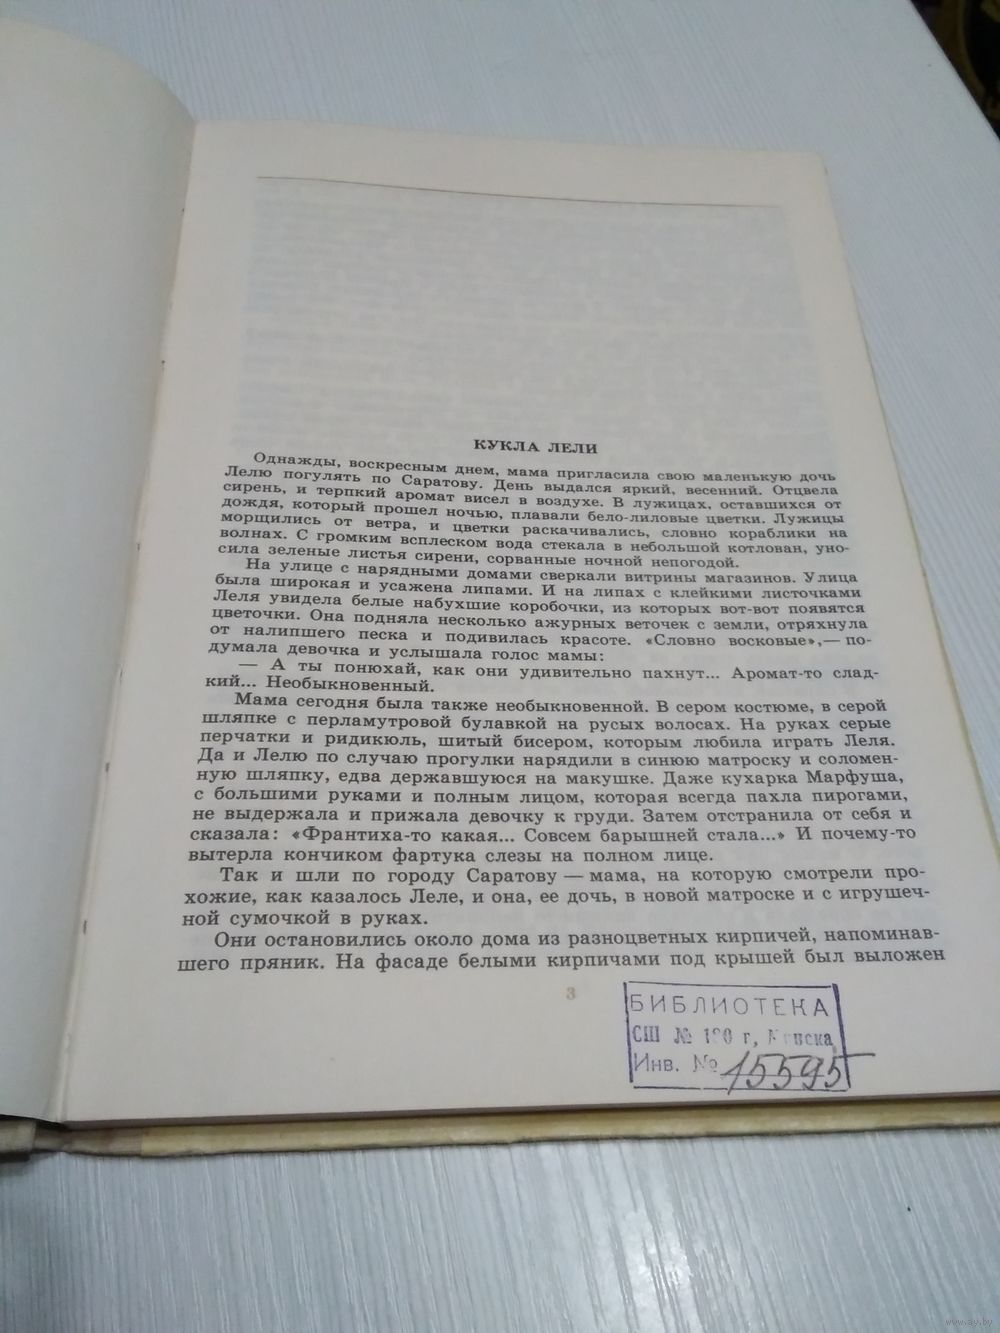 КУКЛА ЛЕЛИ
Однажды, воскресным днем, мама пригласила свою маленькую дочь
Лелю погулять по Саратову. День выдался яркий, весенний. Отцвела
сирень, и терпкий аромат висел в воздухе. В лужицах, оставшихся от
дождя, который прошел ночью, плавали бело-лиловые цветки. Лужицы
морщились от ветра, и цветки раскачивались, словно кораблики на
волнах. С громким всплеском вода стекала в небольшой котлован, уно-
сила зеленые листья сирени, сорванные ночной непогодой.
На улице с нарядными домами сверкали витрины магазинов. Улица
была широкая и усажена липами. И на липах с клейкими листочками
Леля увидела белые набухшие коробочки, из которых вот-вот появятся
цветочки. Она подняла несколько ажурных веточек с земли, отряхнула
от налипшего песка и подивилась красоте. «Словно восковые»,— по-
думала девочка и услышала голос мамы:
— А ты понюхай, как они удивительно пахнут... Аромат-то слад-
кий... Необыкновенный.
Мама сегодня была также необыкновенной. В сером костюме, в серой
шляпке с перламутровой булавкой на русых волосах. На руках серые
перчатки и ридикюль, шитый бисером, которым любила играть Леля.
Да и Лелю по случаю прогулки нарядили в синюю матроску и соломен-
ную шляпку, едва державшуюся на макушке. Даже кухарка Марфуша,
с большими руками и полным лицом, которая всегда пахла пирогами,
не выдержала и прижала девочку к груди. Затем отстранила от себя и
сказала: «Франтиха-то какая... Совсем барышней стала...» И почему-то
вытерла кончиком фартука слезы на полном лице.
Так и шли по городу Саратову — мама, на которую смотрели про-
хожие, как казалось Леле, и она, ее дочь, в новой матроске и с игрушеч-
ной сумочкой в руках.
Они остановились около дома из разноцветных кирпичей, напоминав-
шего пряник. На фасаде белыми кирпичами под крышей был выложен
3
БИБЛИОТЕКА
СШ № г, Минска
Инв. № 15595
www.ay.by